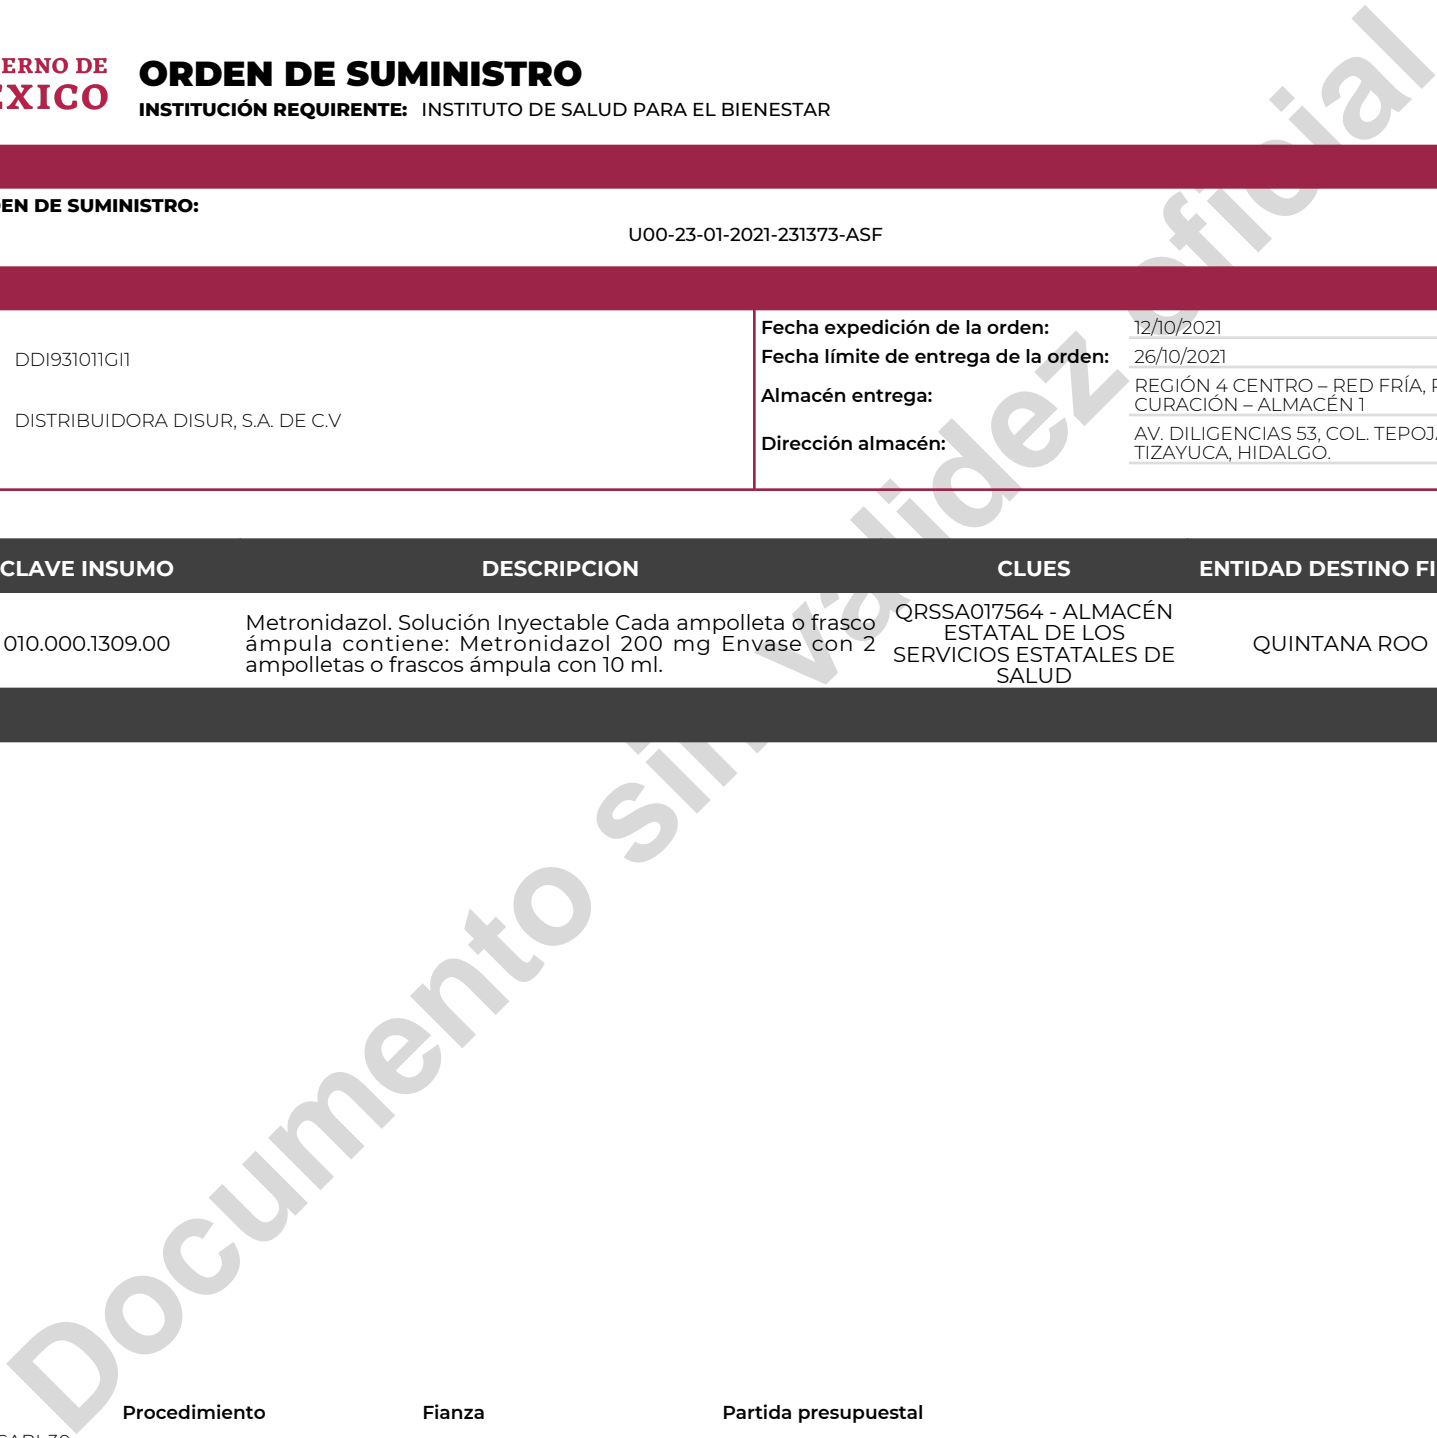 ERNO DE
ORDEN DE SUMINISTRO
INSTITUCIÓN REQUIRENTE: INSTITUTO DE SALUD PARA EL BIENESTAR
EN DE SUMINISTRO:
U00-23-01-2021-231373-ASF
DDI931011GI1
DISTRIBUIDORA DISUR, S.A. DE C.V
Fecha expedición de la orden: 12/10/2021
Fecha límite de entrega de la orden: 26/10/2021
Almacén entrega:
REGIÓN 4 CENTRO – RED FRÍA,
CURACIÓN – ALMACÉN 1
Dirección almacén:
AV. DILIGENCIAS 53, COL. TEPOJ
TIZAYUCA, HIDALGO.
CLAVE INSUMO DESCRIPCION CLUES ENTIDAD DESTINO FI
010.000.1309.00
Metronidazol. Solución Inyectable Cada ampolleta o frasco
ámpula contiene: Metronidazol 200 mg Envase con 2
ampolletas o frascos ámpula con 10 ml.
QRSSA017564 - ALMACÉN
ESTATAL DE LOS
SERVICIOS ESTATALES DE
SALUD
QUINTANA ROO
Documento sin validez oficial
Procedimiento Fianza Partida presupuestal